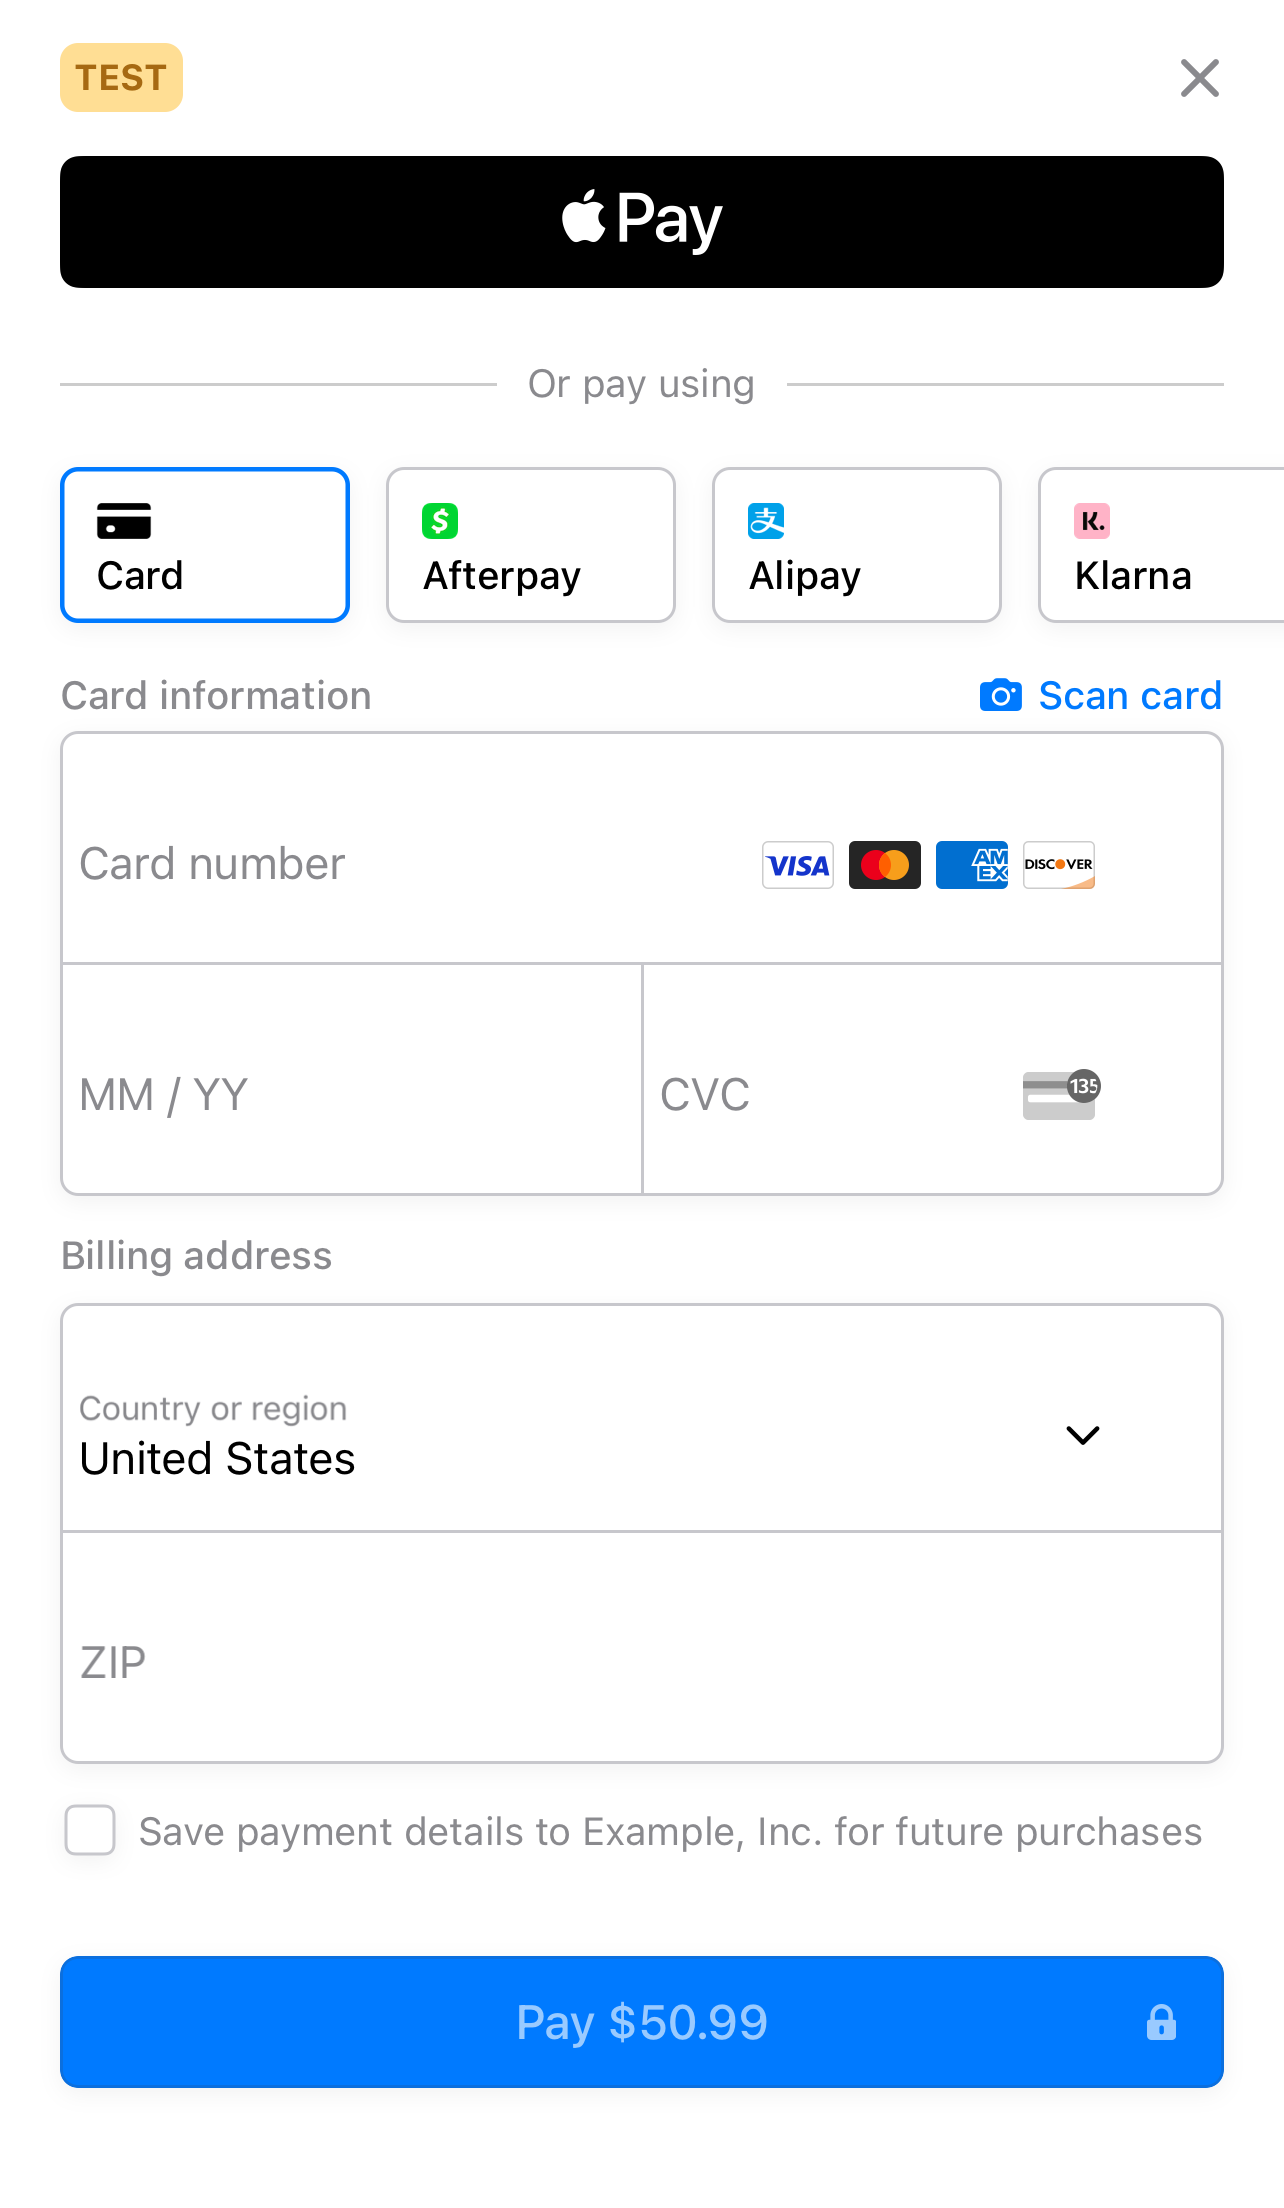 TEST
Pay
Or pay using
Card
Afterpay
Alipay
K.
Klarna
Card information
Scan card
Card number
VISA
AM
EX
DISCOVER
MM / YY
CVC
135
Billing address
Country or region
United States
ZIP
Save payment details to Example, Inc. for future purchases
Pay $50.99